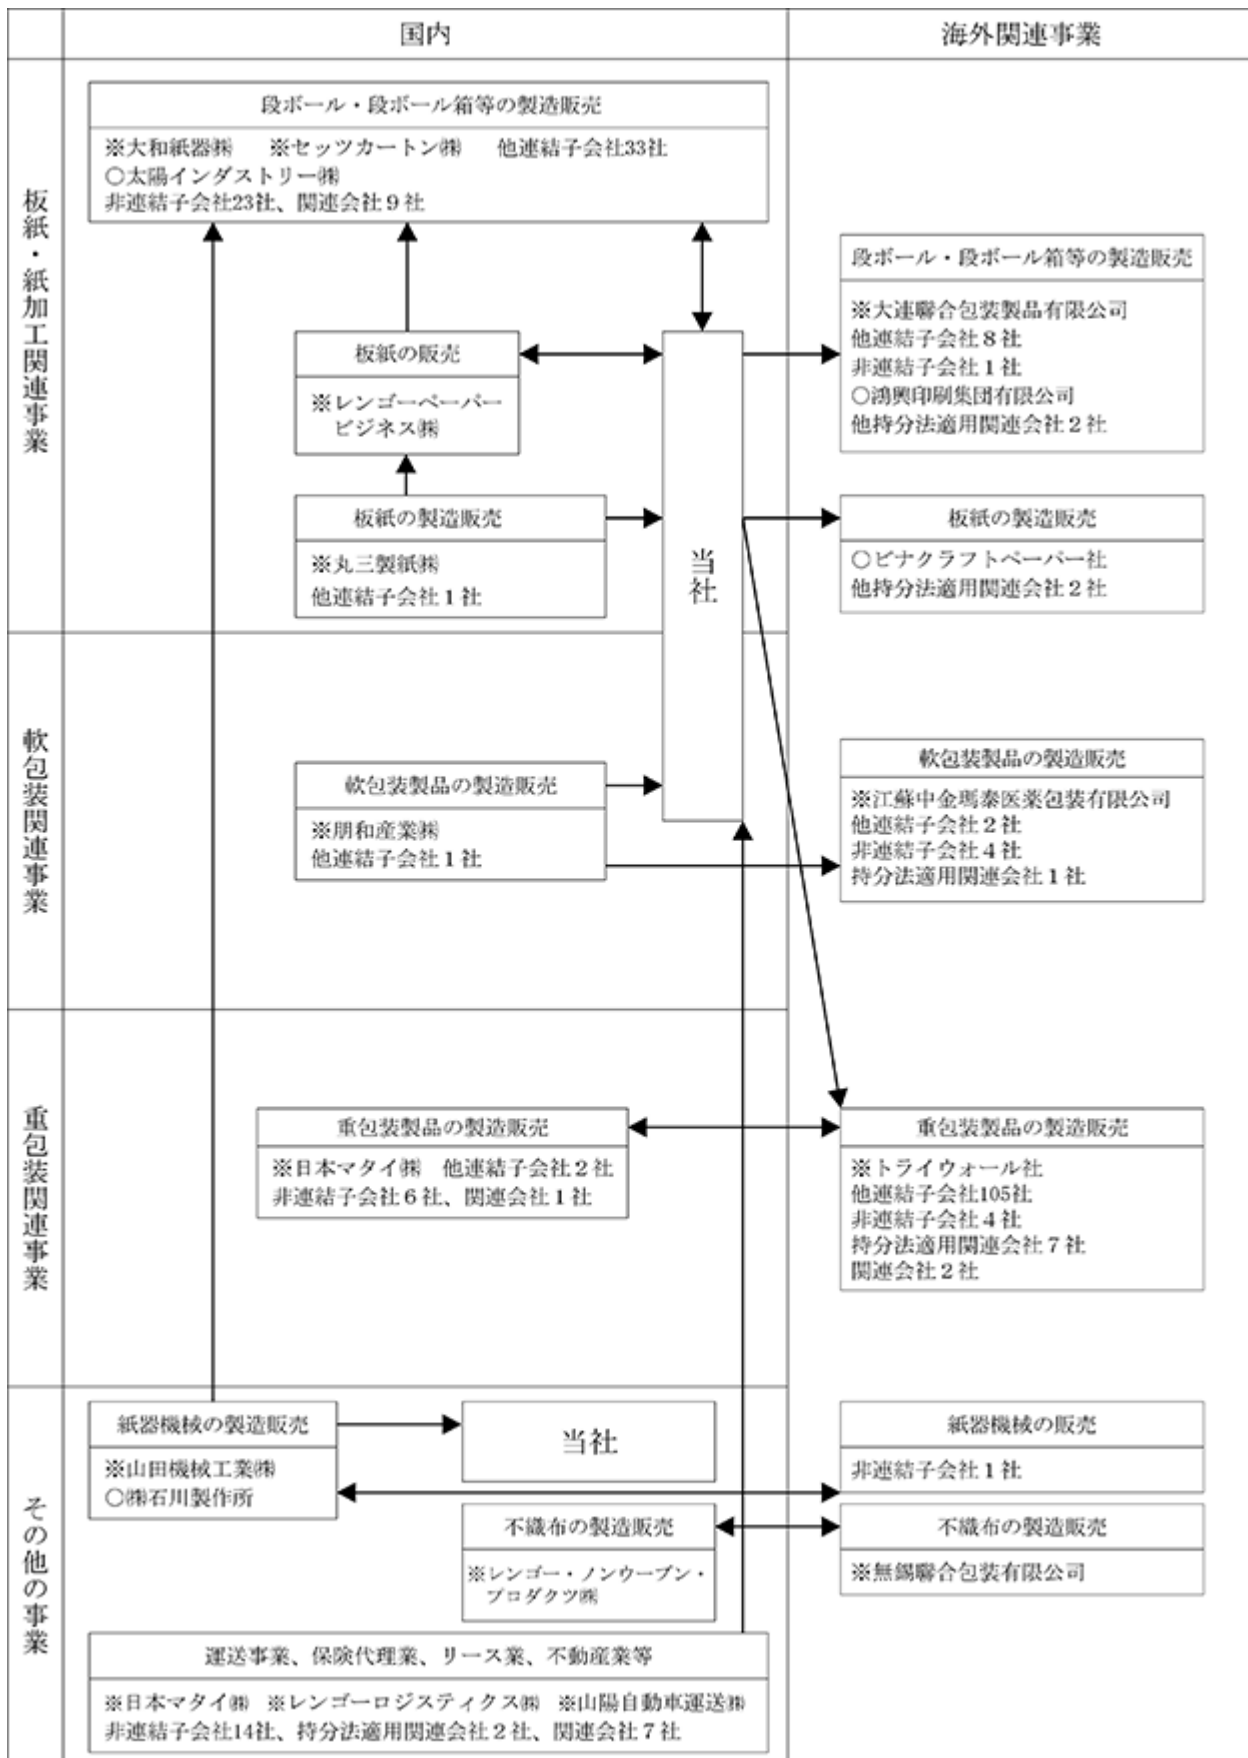 国内
海外関連事業
板紙・紙加工関連事業
段ボール・段ボール箱等の製造販売
※大和紙器㈱　※セッツカートン㈱　他連結子会社33社
○太陽インダストリー㈱
非連結子会社23社、関連会社9社
板紙の販売
※レンゴーペーパー
ビジネス㈱
板紙の製造販売
※丸三製紙㈱
他連結子会社1社
当社
段ボール・段ボール箱等の製造販売
※大連聯合包装製品有限公司
他連結子会社8社
非連結子会社1社
○鴻興印刷集団有限公司
他持分法適用関連会社2社
板紙の製造販売
○ビナクラフトペーパー社
他持分法適用関連会社2社
軟包装関連事業
軟包装製品の製造販売
※朋和産業㈱
他連結子会社1社
軟包装製品の製造販売
※江蘇中金瑪泰医薬包装有限公司
他連結子会社2社
非連結子会社4社
持分法適用関連会社1社
重包装関連事業
重包装製品の製造販売
※日本マタイ㈱　他連結子会社2社
非連結子会社6社、関連会社1社
重包装製品の製造販売
※トライウォール社
他連結子会社105社
非連結子会社4社
持分法適用関連会社7社
関連会社2社
その他の事業
紙器機械の製造販売
※山田機械工業㈱
○㈱石川製作所
当社
紙器機械の販売
非連結子会社1社
不織布の製造販売
※レンゴー・ノンウーブン・
プロダクツ㈱
不織布の製造販売
※無錫聯合包装有限公司
運送事業、保険代理業、リース業、不動産業等
※日本マタイ㈱　※レンゴーロジスティクス㈱　※山陽自動車運送㈱
非連結子会社14社、持分法適用関連会社2社、関連会社7社